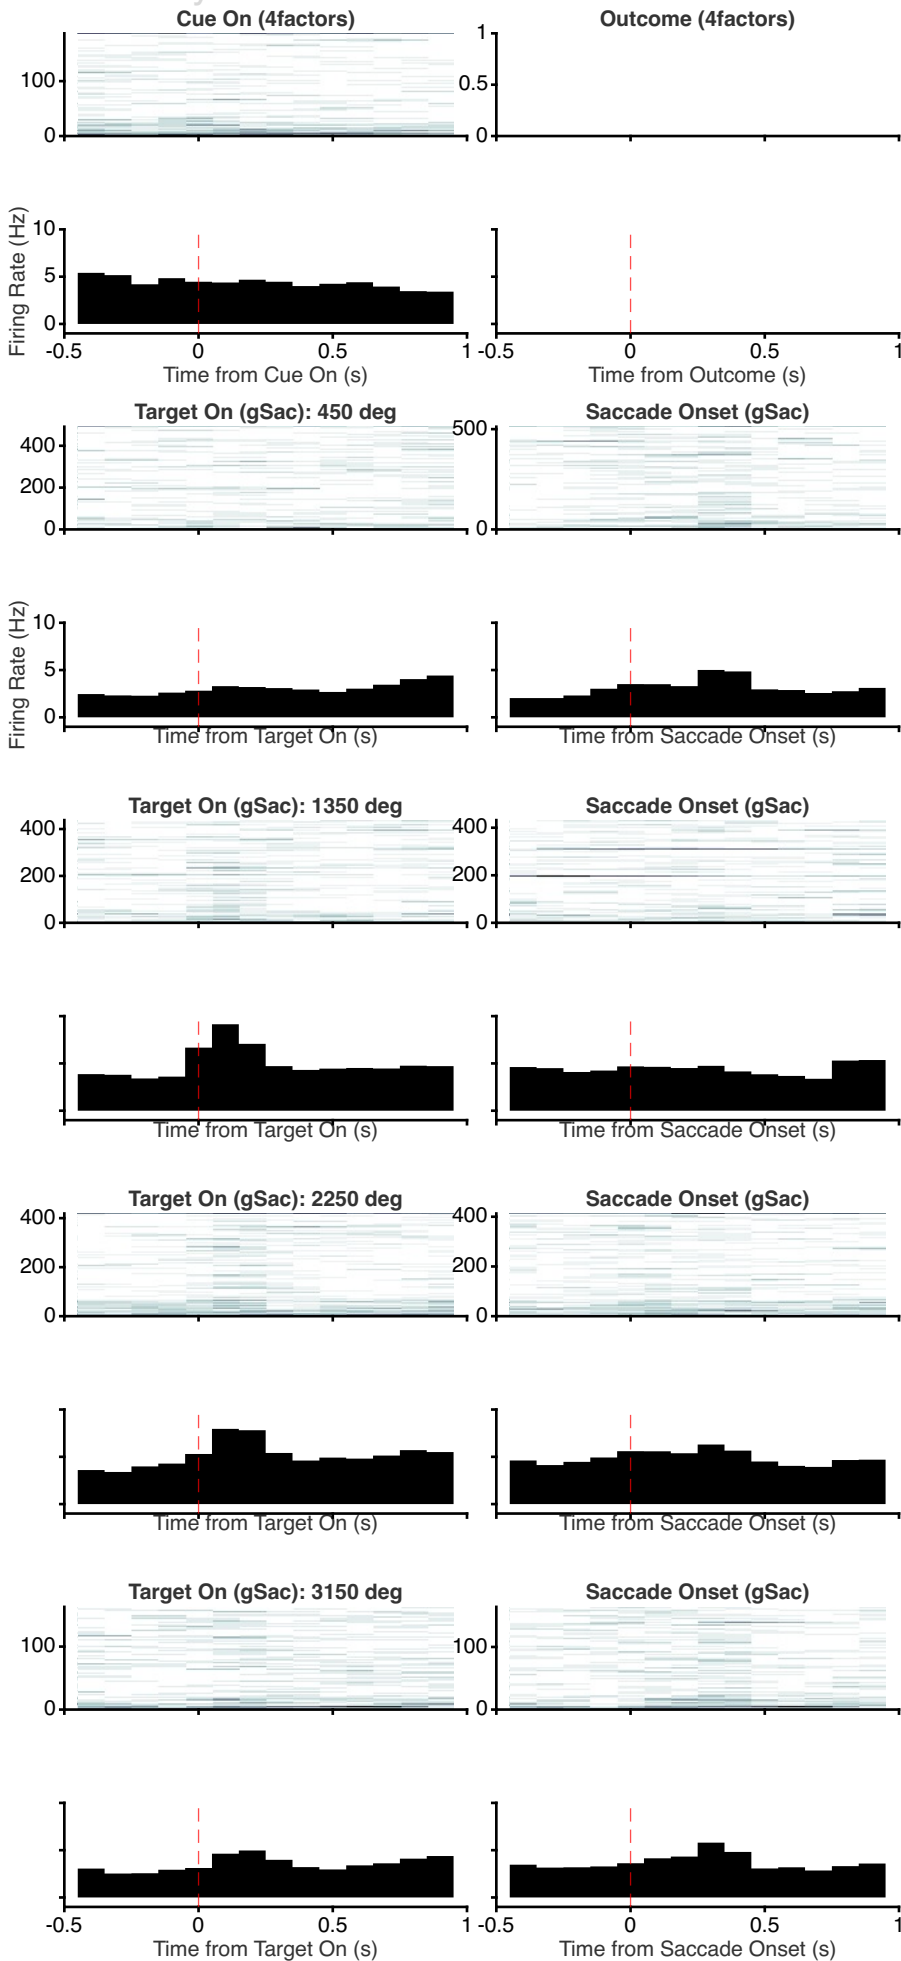 Cue On (4factors)
Outcome (4factors)
100
0
1
0.5
0
Firing Rate (Hz)
10
5
0
-0.5 0 0.5 1
Time from Cue On (s)
-0.5 0 0.5 1
Time from Outcome (s)
Target On (gSac): 450 deg
Saccade Onset (gSac)
400
200
0
500
0
Firing Rate (Hz)
10
5
0
Time from Target On (s)
Time from Saccade Onset (s)
Target On (gSac): 1350 deg
Saccade Onset (gSac)
400
200
0
400
200
0
Time from Target On (s)
Time from Saccade Onset (s)
Target On (gSac): 2250 deg
Saccade Onset (gSac)
400
200
0
400
200
0
Time from Target On (s)
Time from Saccade Onset (s)
Target On (gSac): 3150 deg
Saccade Onset (gSac)
100
0
100
0
-0.5 0 0.5 1
Time from Target On (s)
-0.5 0 0.5 1
Time from Saccade Onset (s)